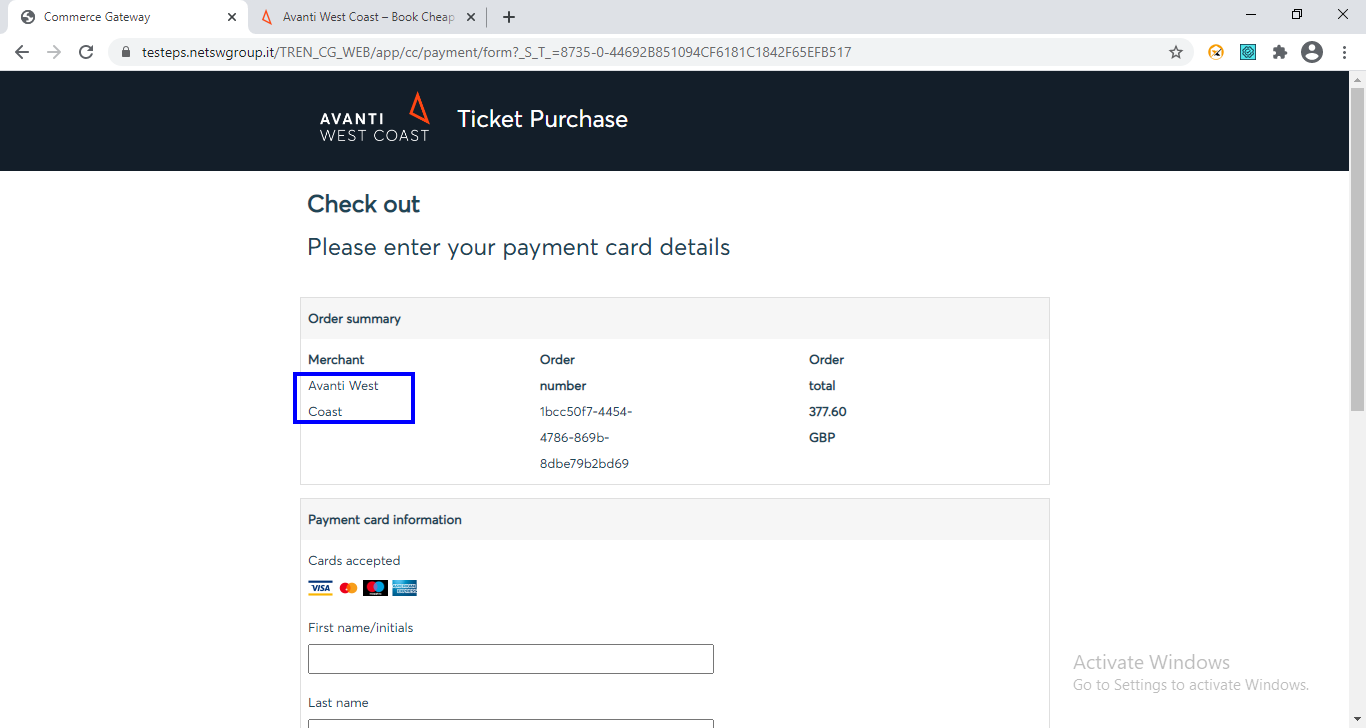 Commerce Gateway
Avanti West Coast – Book Cheap
testeps.netswgroup.it/TREN_CG_WEB/app/cc/payment/form?_S_T_=8735-0-44692B851094CF6181C1842F65EFB517
AVANTI
WEST COAST
Ticket Purchase
Check out
Please enter your payment card details
Order summary
Merchant
Avanti West
Coast
Order
number
1bcc50f7-4454-
4786-869b-
8dbe79b2bd69
Order
total
377.60
GBP
Payment card information
Cards accepted
VISA
First name/initials
Last name
Activate Windows
Go to Settings to activate Windows.